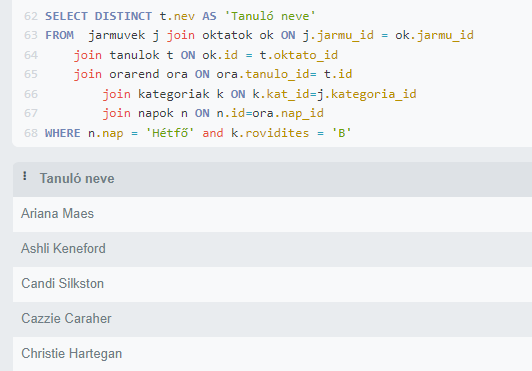 62 SELECT DISTINCT t.nev AS 'Tanuló neve'
63 FROM  jarmuvek j join oktatok ok ON j.jarmu_id = ok.jarmu_id
64     join tanulok t ON ok.id = t.oktato_id
65     join orarend ora ON ora.tanulo_id= t.id
66         join kategoriak k ON k.kat_id=j.kategoria_id
67         join napok n ON n.id=ora.nap_id
68 WHERE n.nap = 'Hétfő' and k.rovidites = 'B'
Tanuló neve
Ariana Maes
Ashli Keneford
Candi Silkston
Cazzie Caraher
Christie Hartegan